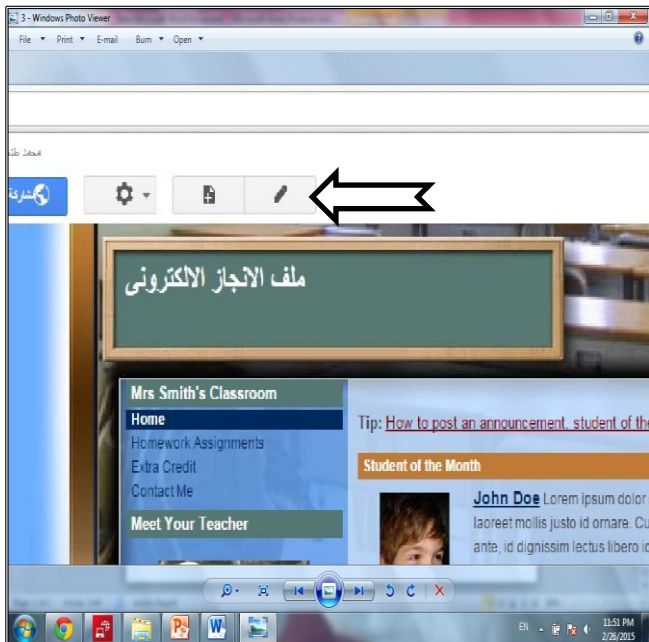 3 - Windows Photo Viewer
File Print E-mail Burn Open
محمد
مشاركة
ملف الانجاز الالكترونى
Mrs Smith's Classroom
Home
Homework Assignments
Extra Credit
Contact Me
Meet Your Teacher
Tip: How to post an announcement, student of the
Student of the Month
John Doe Lorem ipsum dolor
laoreet mollis justo id ornare. Cu
ante, id dignissim lectus libero id
EN
11:51 PM
2/26/2015